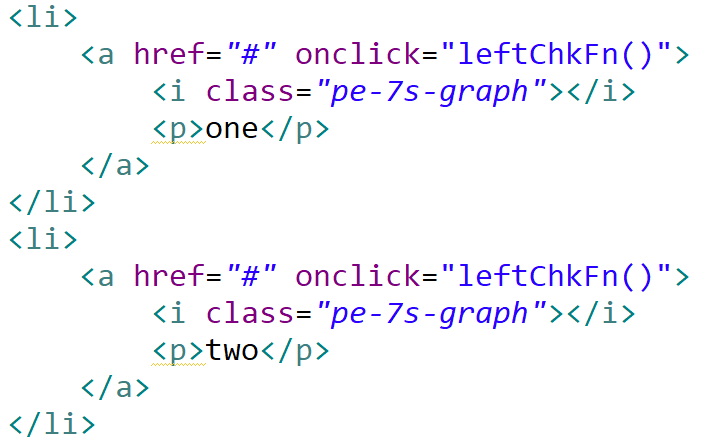 <li>
    <a href="#" onclick="leftChkFn()">
        <i class="pe-7s-graph"></i>
        <p>one</p>
    </a>
</li>
<li>
    <a href="#" onclick="leftChkFn()">
        <i class="pe-7s-graph"></i>
        <p>two</p>
    </a>
</li>